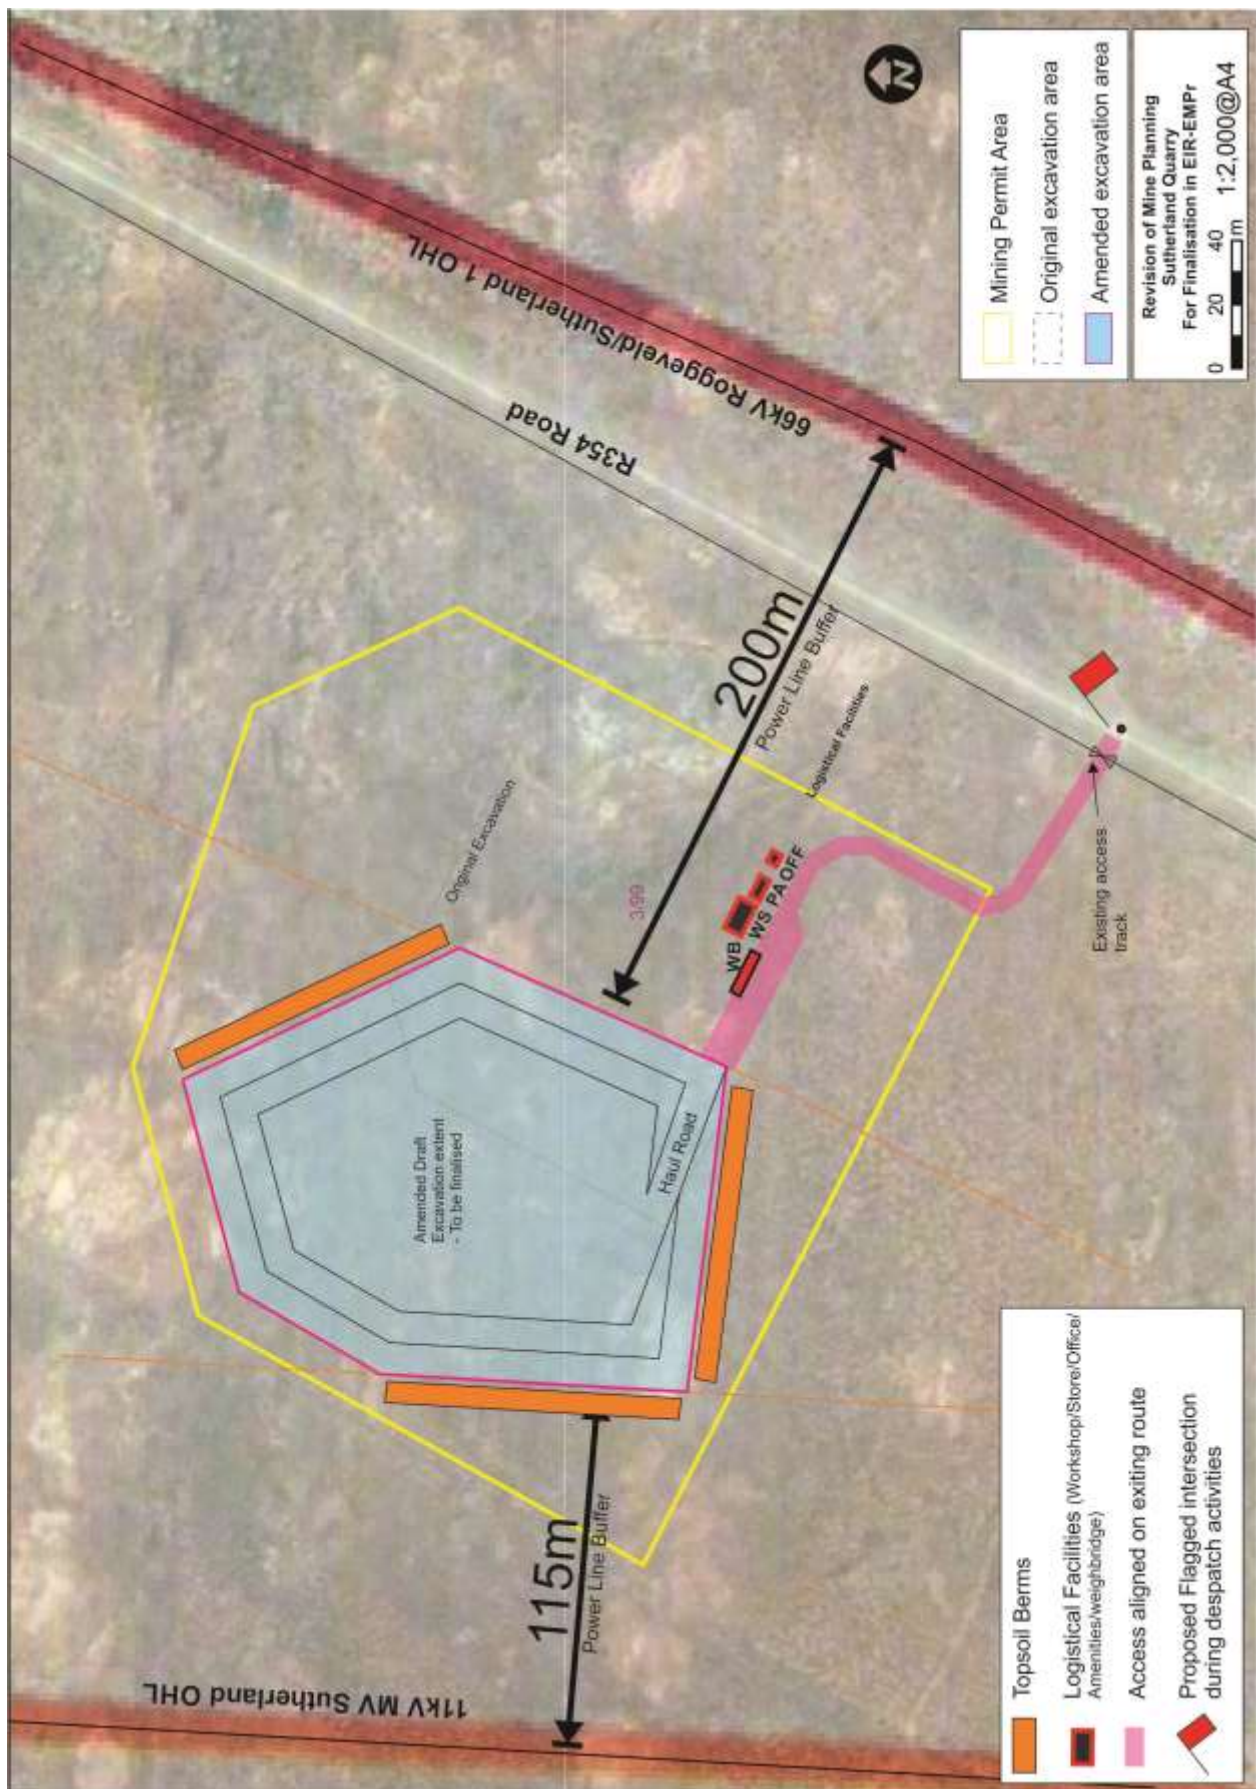 66kV Roggeveld/Sutherland 1 OHL
R354 Road
200m
Power Line Buffer
Logistical Facilities
Original Excavation
3/99
WB
WS PA OFF
Existing access
track
Haul Road
Amended Draft
Excavation extent
- To be finalised
115m
Power Line Buffer
11kV MV Sutherland OHL
N
Mining Permit Area
Original excavation area
Amended excavation area
Revision of Mine Planning
Sutherland Quarry
For Finalisation in EIR-EMPr
0 20 40 m 1:2,000@A4
Topsoil Berms
Logistical Facilities (Workshop/Store/Office/
Amenities/weighbridge)
Access aligned on exiting route
Proposed Flagged intersection
during despatch activities